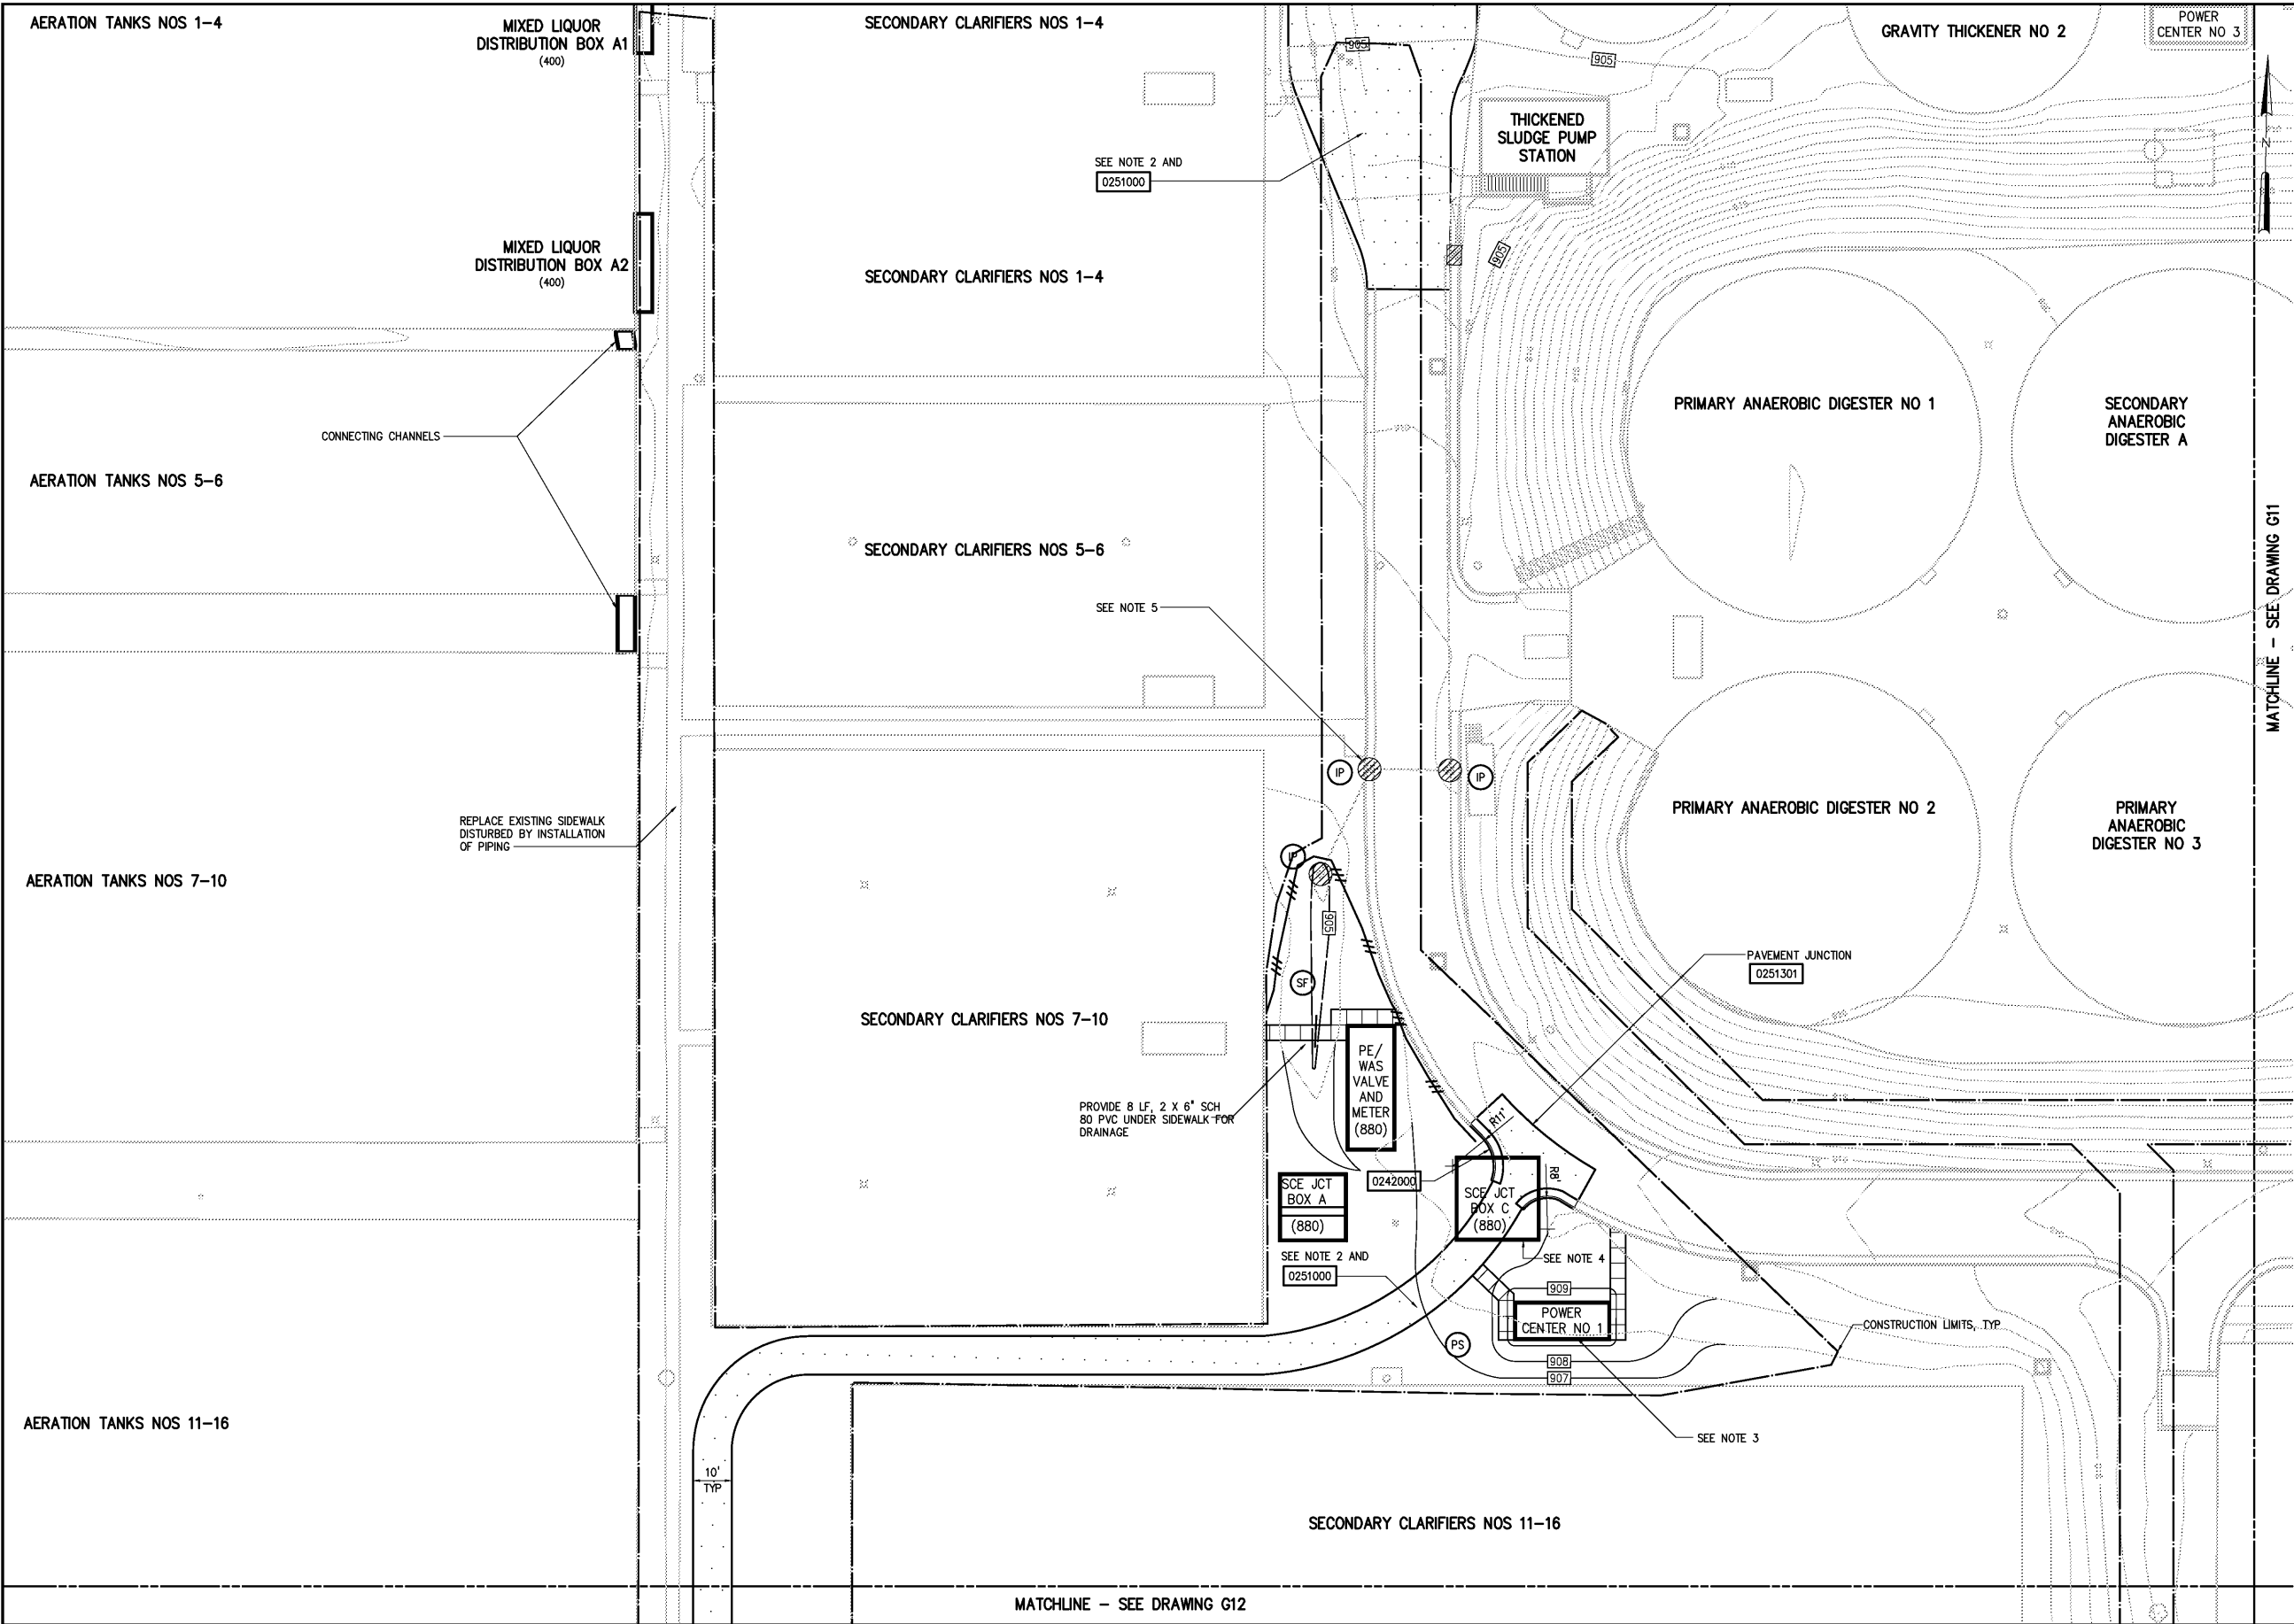 AERATION TANKS NOS 1-4
MIXED LIQUOR
DISTRIBUTION BOX A1
(400)
SECONDARY CLARIFIERS NOS 1-4
905
905
GRAVITY THICKENER NO 2
POWER
CENTER NO 3
THICKENED
SLUDGE PUMP
STATION
N
SEE NOTE 2 AND
0251000
MIXED LIQUOR
DISTRIBUTION BOX A2
(400)
SECONDARY CLARIFIERS NOS 1-4
905
CONNECTING CHANNELS
PRIMARY ANAEROBIC DIGESTER NO 1
SECONDARY
ANAEROBIC
DIGESTER A
AERATION TANKS NOS 5-6
SECONDARY CLARIFIERS NOS 5-6
SEE NOTE 5
MATCHLINE - SEE DRAWING G11
IP
IP
REPLACE EXISTING SIDEWALK
DISTURBED BY INSTALLATION
OF PIPING
PRIMARY ANAEROBIC DIGESTER NO 2
PRIMARY
ANAEROBIC
DIGESTER NO 3
IP
AERATION TANKS NOS 7-10
905
SF
PAVEMENT JUNCTION
0251301
SECONDARY CLARIFIERS NOS 7-10
PE/
WAS
VALVE
AND
METER
(880)
PROVIDE 8 LF, 2 X 6" SCH
80 PVC UNDER SIDEWALK FOR
DRAINAGE
R11'
R8'
SCE JCT
BOX A
(880)
0242000
SCE JCT
BOX C
(880)
SEE NOTE 2 AND
0251000
SEE NOTE 4
909
POWER
CENTER NO 1
CONSTRUCTION LIMITS, TYP
PS
908
907
AERATION TANKS NOS 11-16
SEE NOTE 3
10'
TYP
SECONDARY CLARIFIERS NOS 11-16
MATCHLINE - SEE DRAWING G12